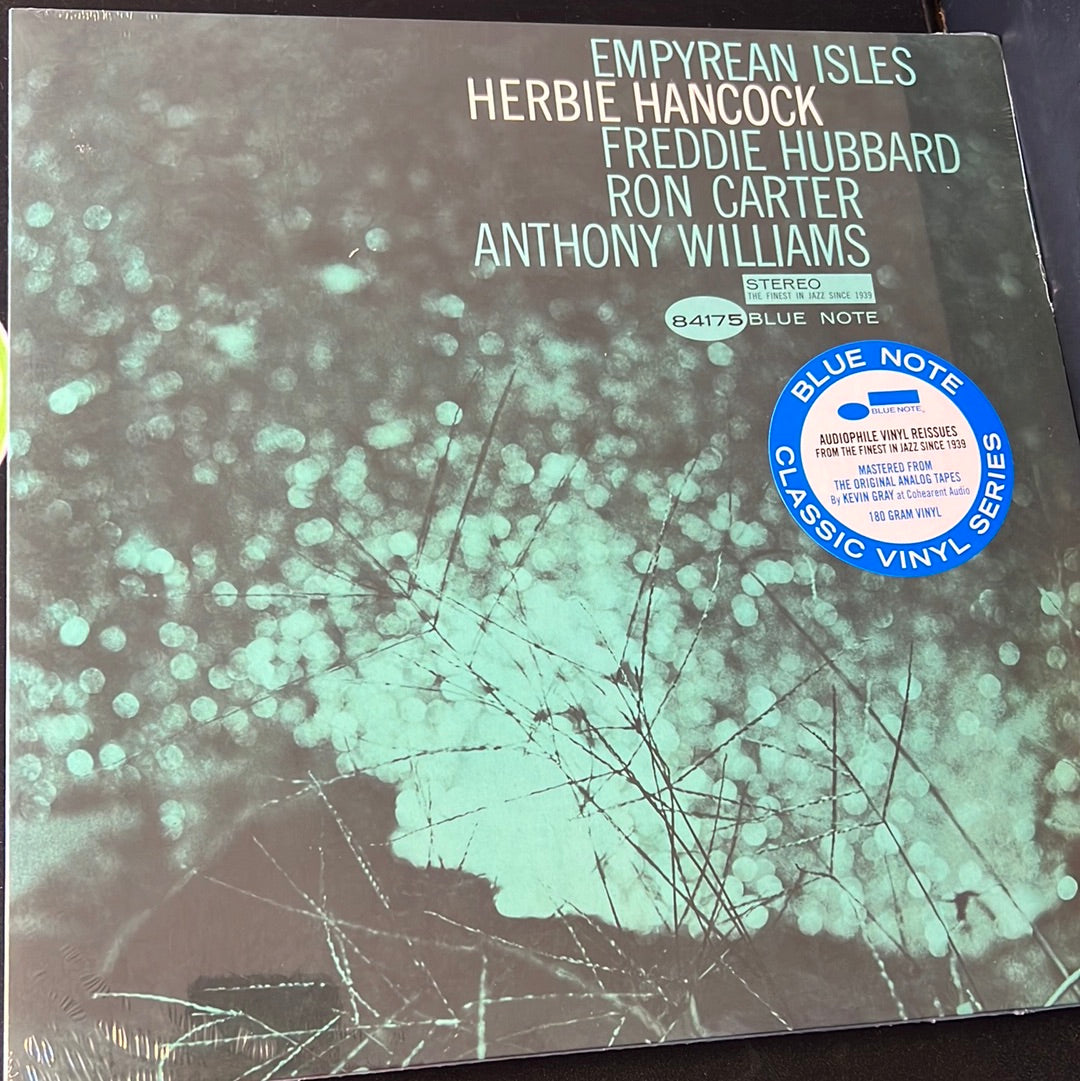 EMPYREAN ISLES
HERBIE HANCOCK
FREDDIE HUBBARD
RON CARTER
ANTHONY WILLIAMS
STEREO
THE FINEST IN JAZZ SINCE 1939
84175 BLUE NOTE
BLUE NOTE
BLUE NOTE
AUDIOPHILE VINYL REISSUES
FROM THE FINEST IN JAZZ SINCE 1939
MASTERED FROM
THE ORIGINAL ANALOG TAPES
By KEVIN GRAY at Cohearent Audio
180 GRAM VINYL
CLASSIC VINYL SERIES